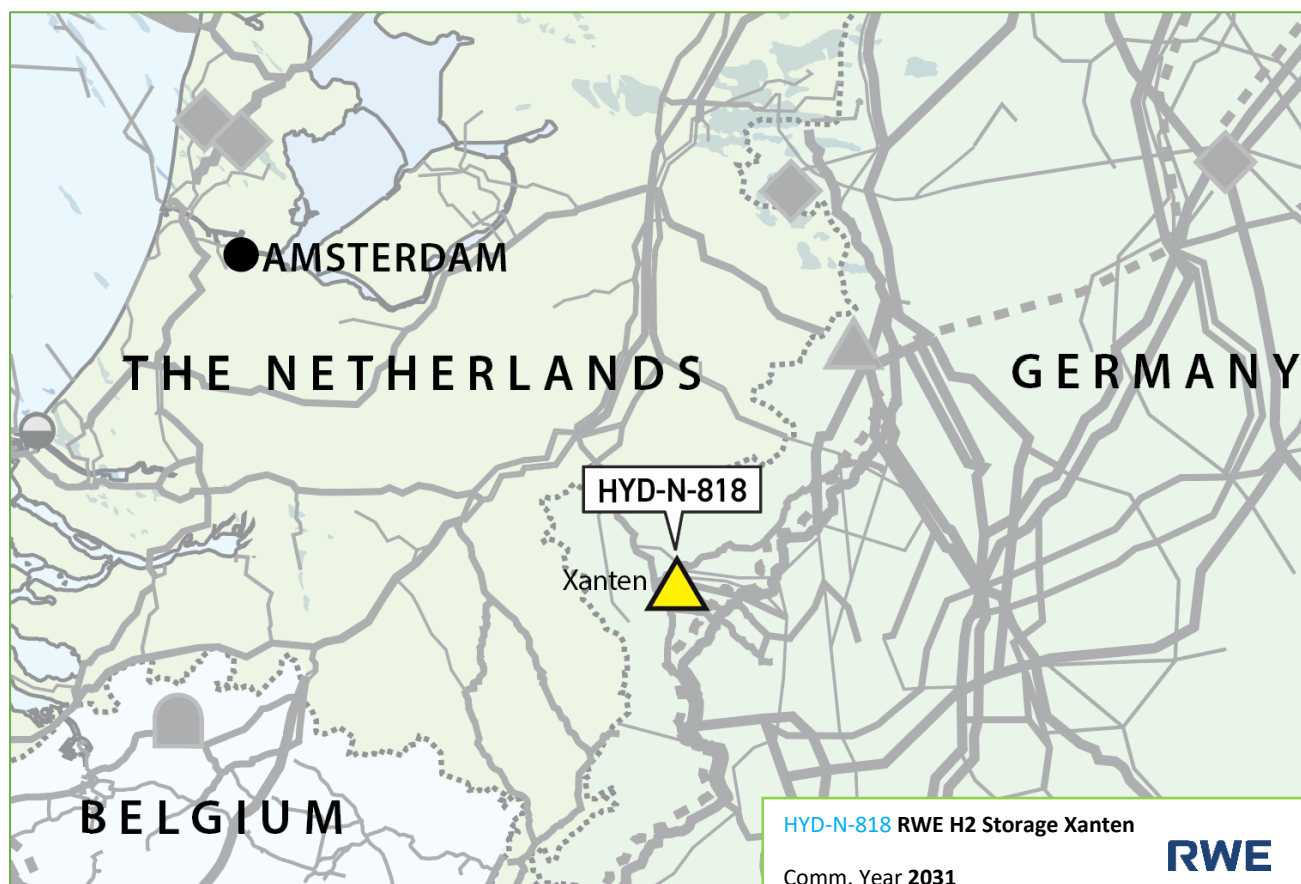 AMSTERDAM
THE NETHERLANDS
GERMANY
HYD-N-818
Xanten
BELGIUM
HYD-N-818 RWE H2 Storage Xanten
RWE
Comm. Year 2031